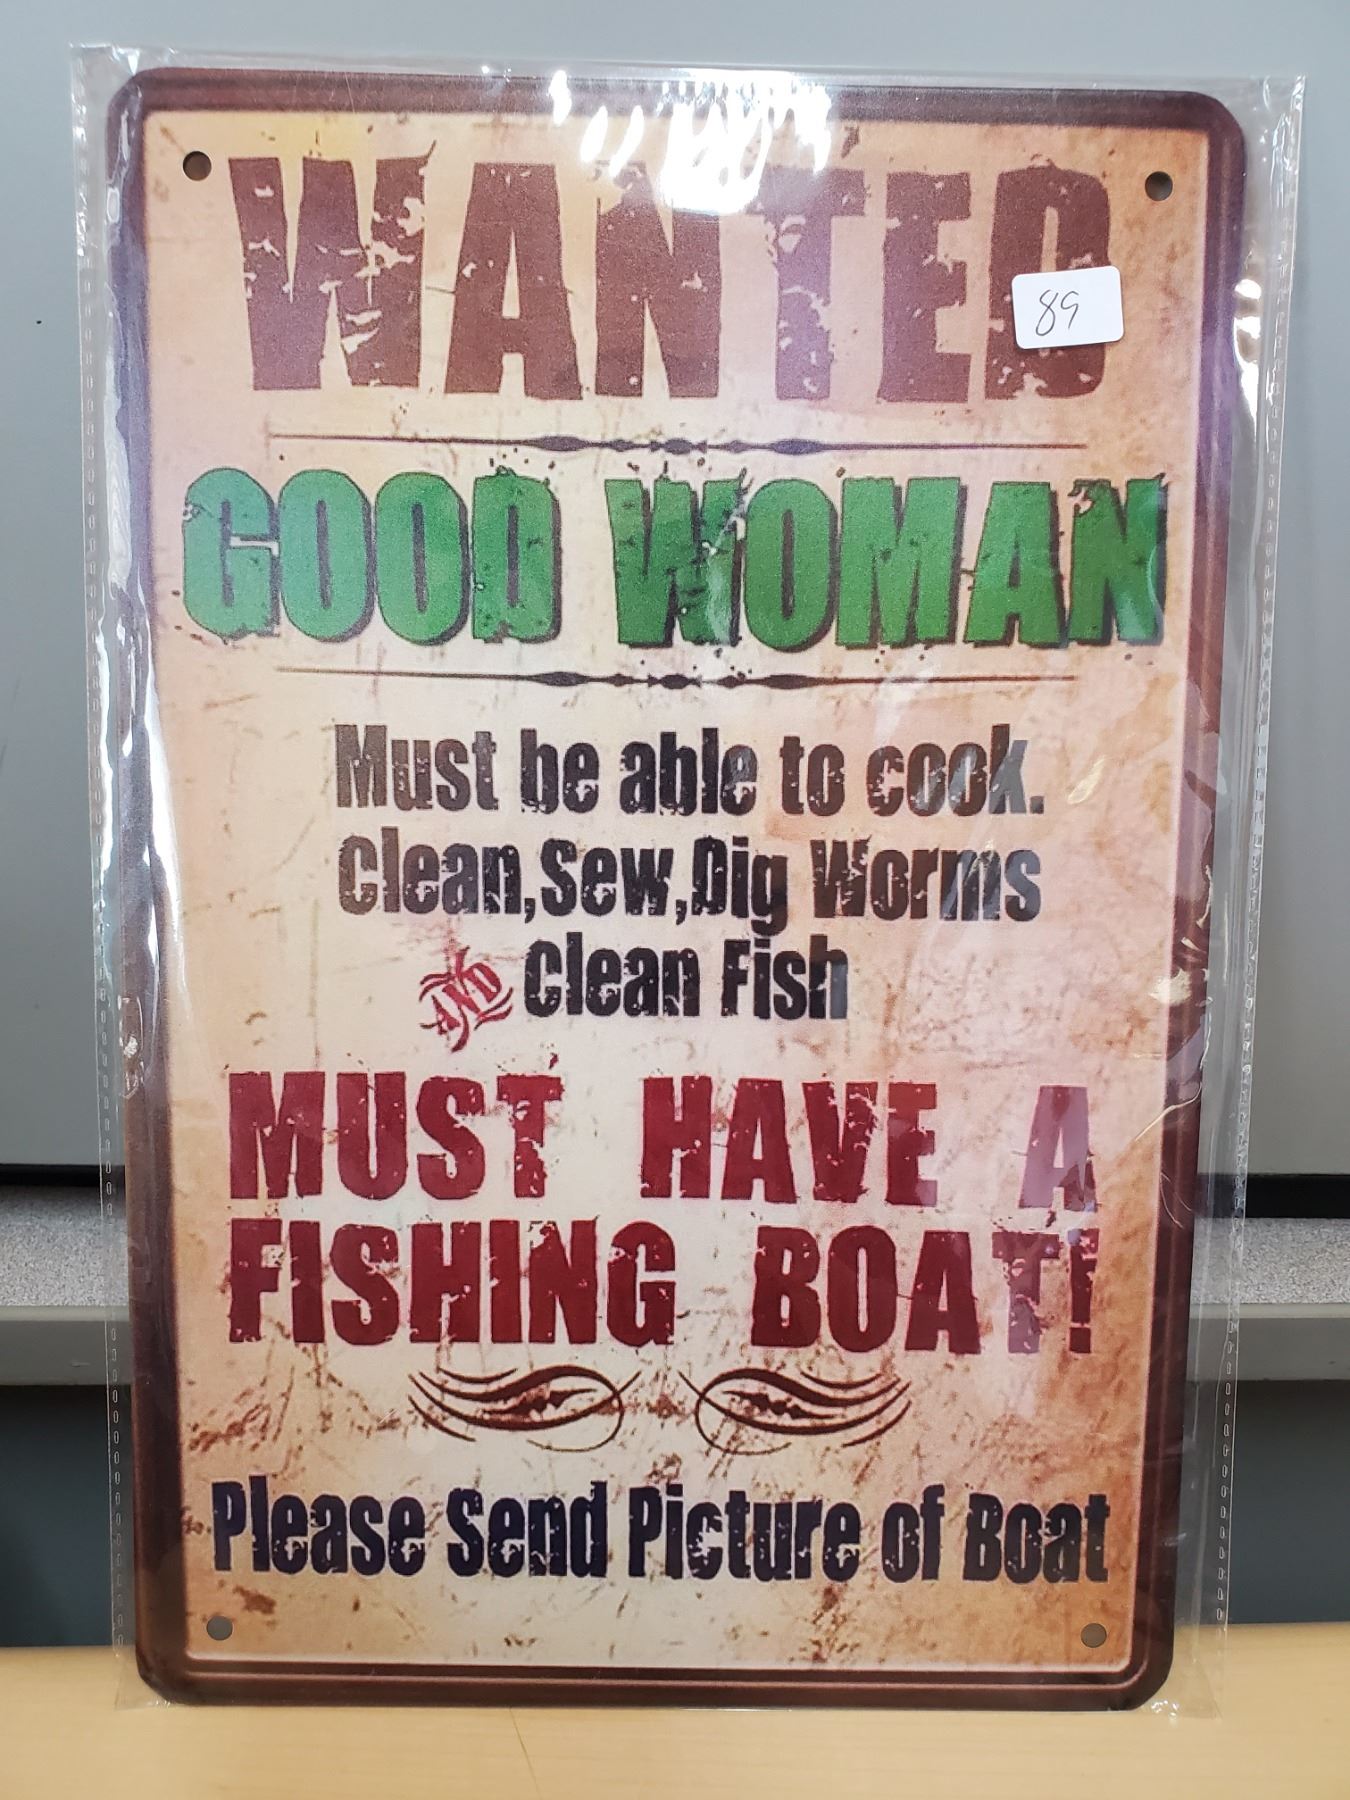 WANTED
89
GOOD WOMAN
Must be able to cook.
Clean,Sew,Dig Worms
AND Clean Fish
MUST HAVE A
FISHING BOAT!
Please Send Picture of Boat